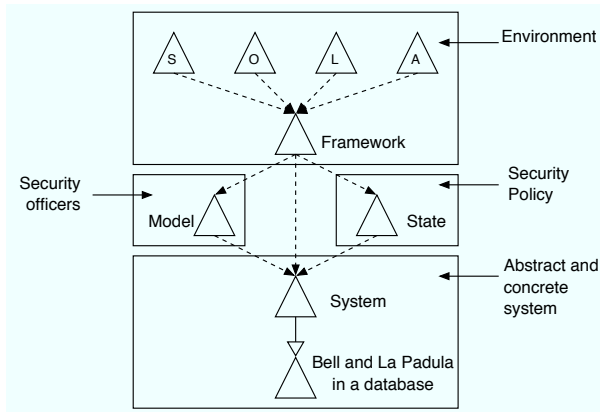 Environment
S O L A
Framework
Security
officers
Security
Policy
Model
State
Abstract and
concrete
system
System
Bell and La Padula
in a database